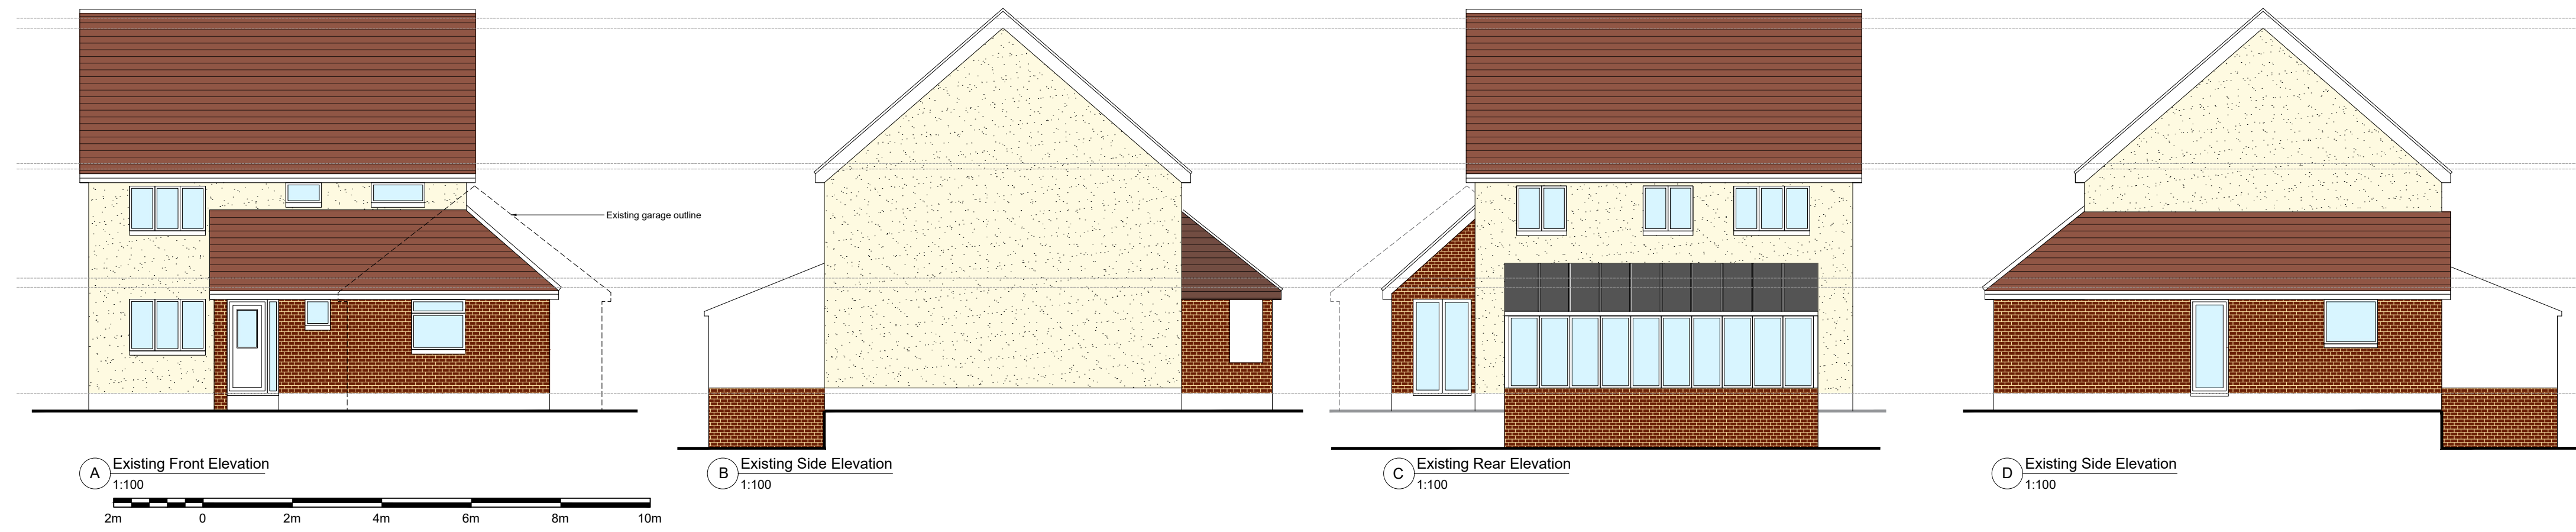 Existing garage outline
A Existing Front Elevation
1:100
2m 0 2m 4m 6m 8m 10m
B Existing Side Elevation
1:100
C Existing Rear Elevation
1:100
D Existing Side Elevation
1:100